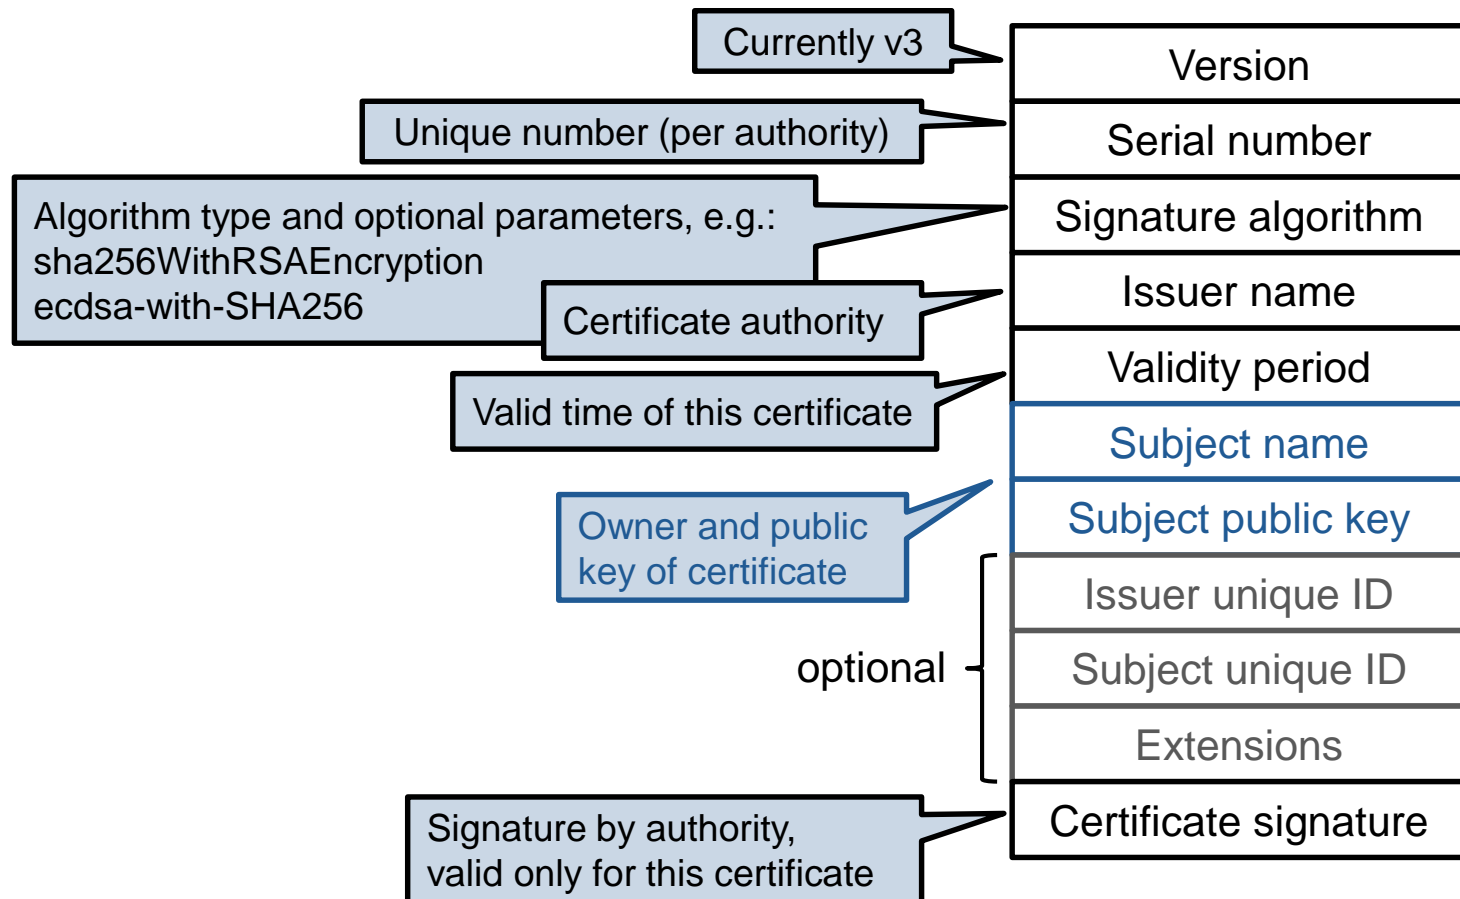 Currently v3
Version
Unique number (per authority)
Serial number
Algorithm type and optional parameters, e.g.:
sha256WithRSAEncryption
ecdsa-with-SHA256
Signature algorithm
Certificate authority
Issuer name
Valid time of this certificate
Validity period
Subject name
Owner and public
key of certificate
Subject public key
optional
Issuer unique ID
Subject unique ID
Extensions
Signature by authority,
valid only for this certificate
Certificate signature